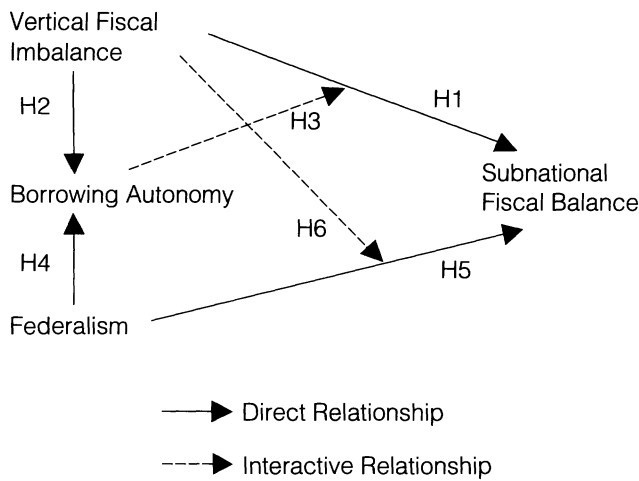 Vertical Fiscal
Imbalance
H2
H1
H3
Borrowing Autonomy
Subnational
Fiscal Balance
H6
H4
H5
Federalism
Direct Relationship
Interactive Relationship